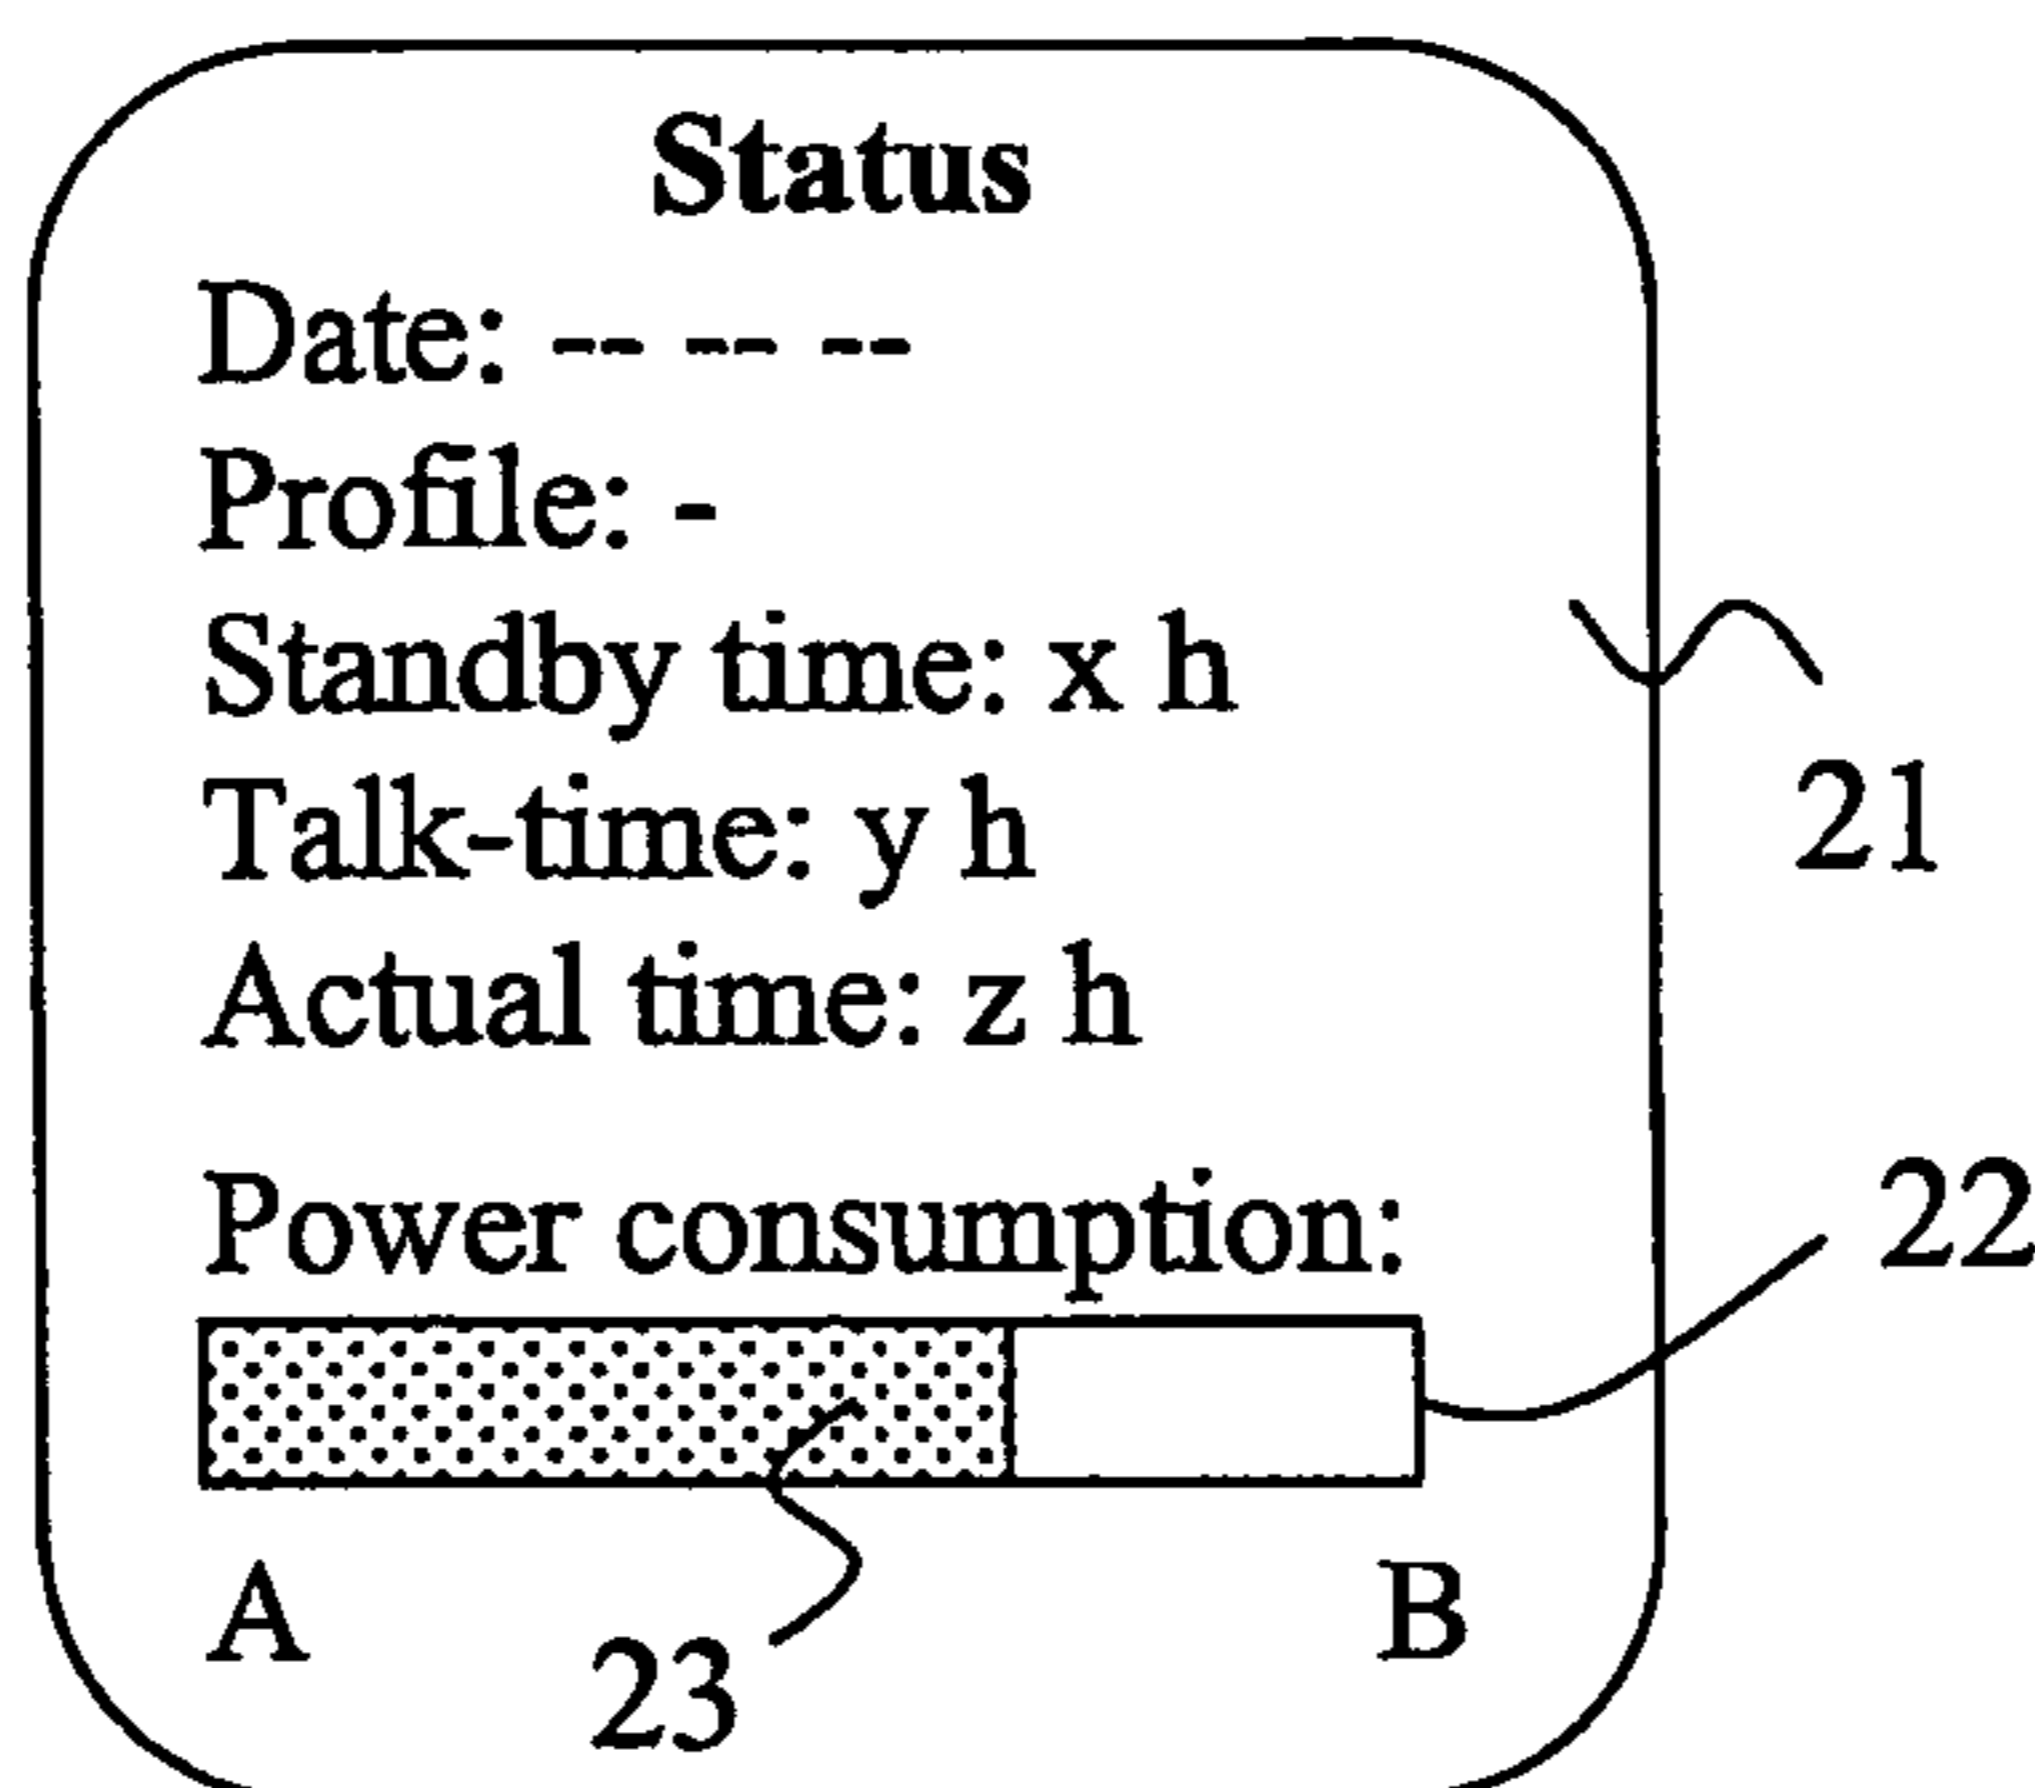 Status
Date: -- -- --
Profile: -
Standby time: x h
Talk-time: y h
21
Actual time: z h
Power consumption:
22
A
B
23